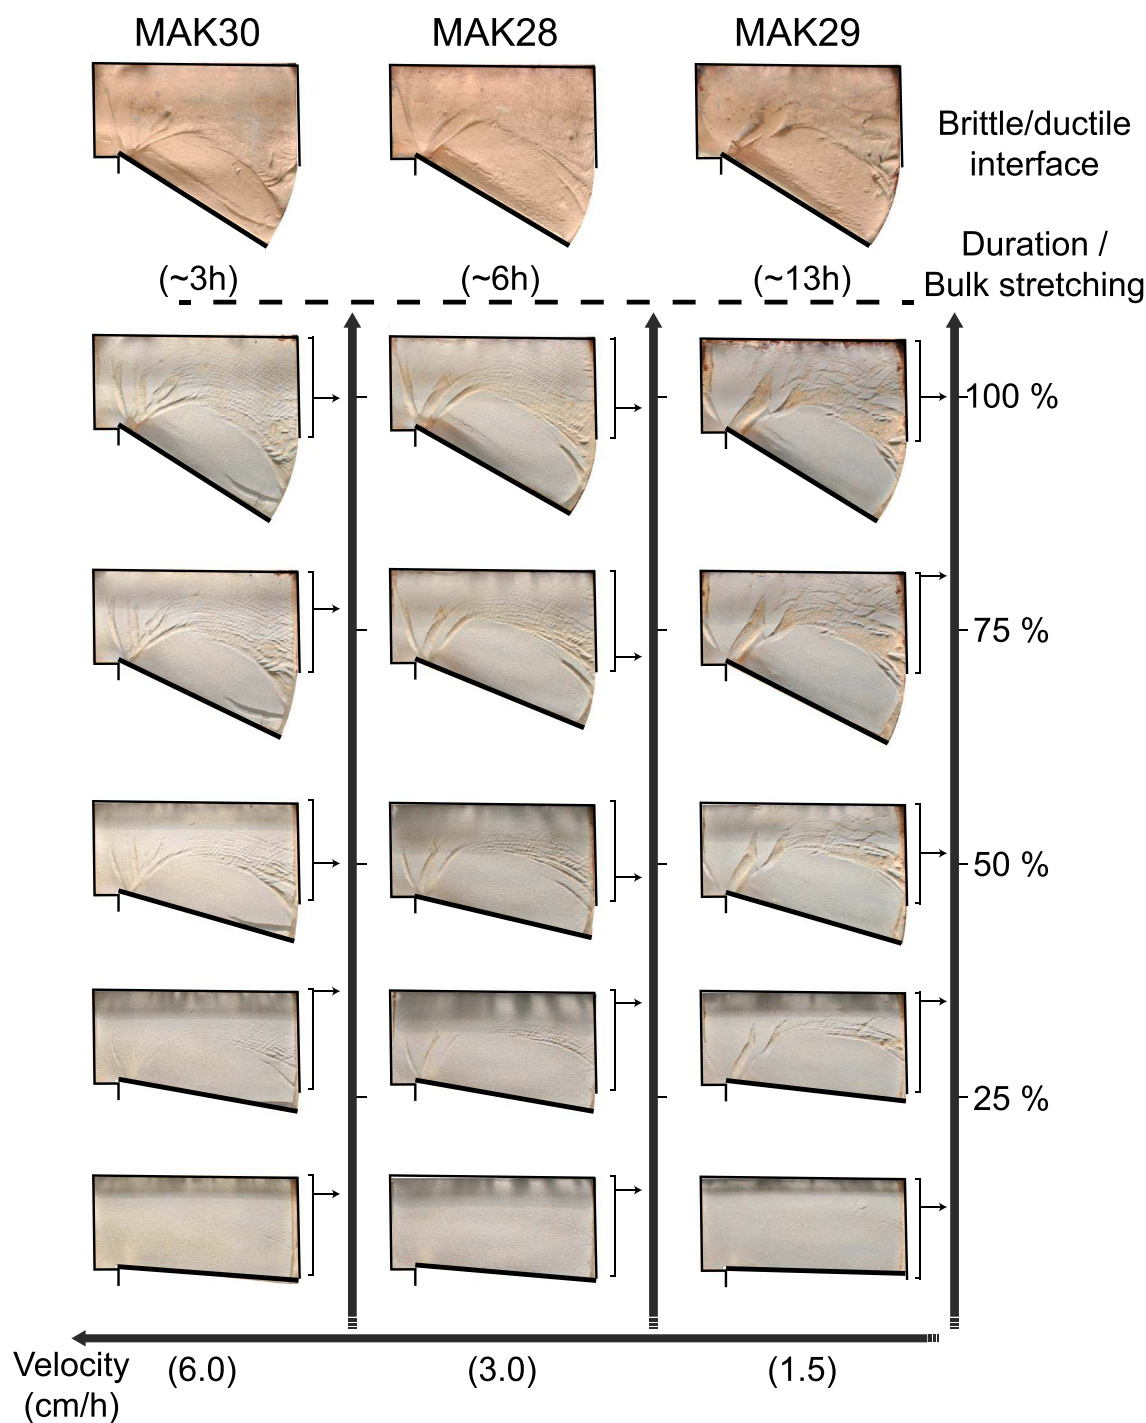 MAK30 MAK28 MAK29
Brittle/ductile
interface
Duration /
Bulk stretching
(~3h) (~6h) (~13h)
100 %
75 %
50 %
25 %
Velocity
(cm/h)
(6.0) (3.0) (1.5)